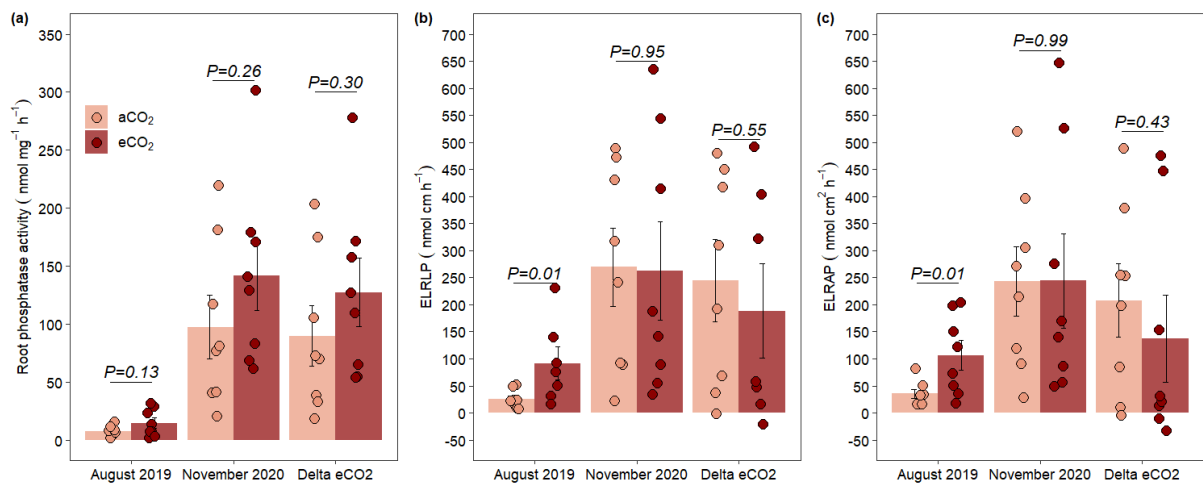 (a)
Root phosphatase activity ( nmol mg⁻¹ h⁻¹ )
350
300
250
200
150
100
50
0
aCO₂
eCO₂
P=0.13
P=0.26
P=0.30
August 2019 November 2020 Delta eCO2
(b)
ELRLP ( nmol cm h⁻¹ )
700
650
600
550
500
450
400
350
300
250
200
150
100
50
0
-50
P=0.01
P=0.95
P=0.55
August 2019 November 2020 Delta eCO2
(c)
ELRAP ( nmol cm² h⁻¹ )
700
650
600
550
500
450
400
350
300
250
200
150
100
50
0
-50
P=0.01
P=0.99
P=0.43
August 2019 November 2020 Delta eCO2